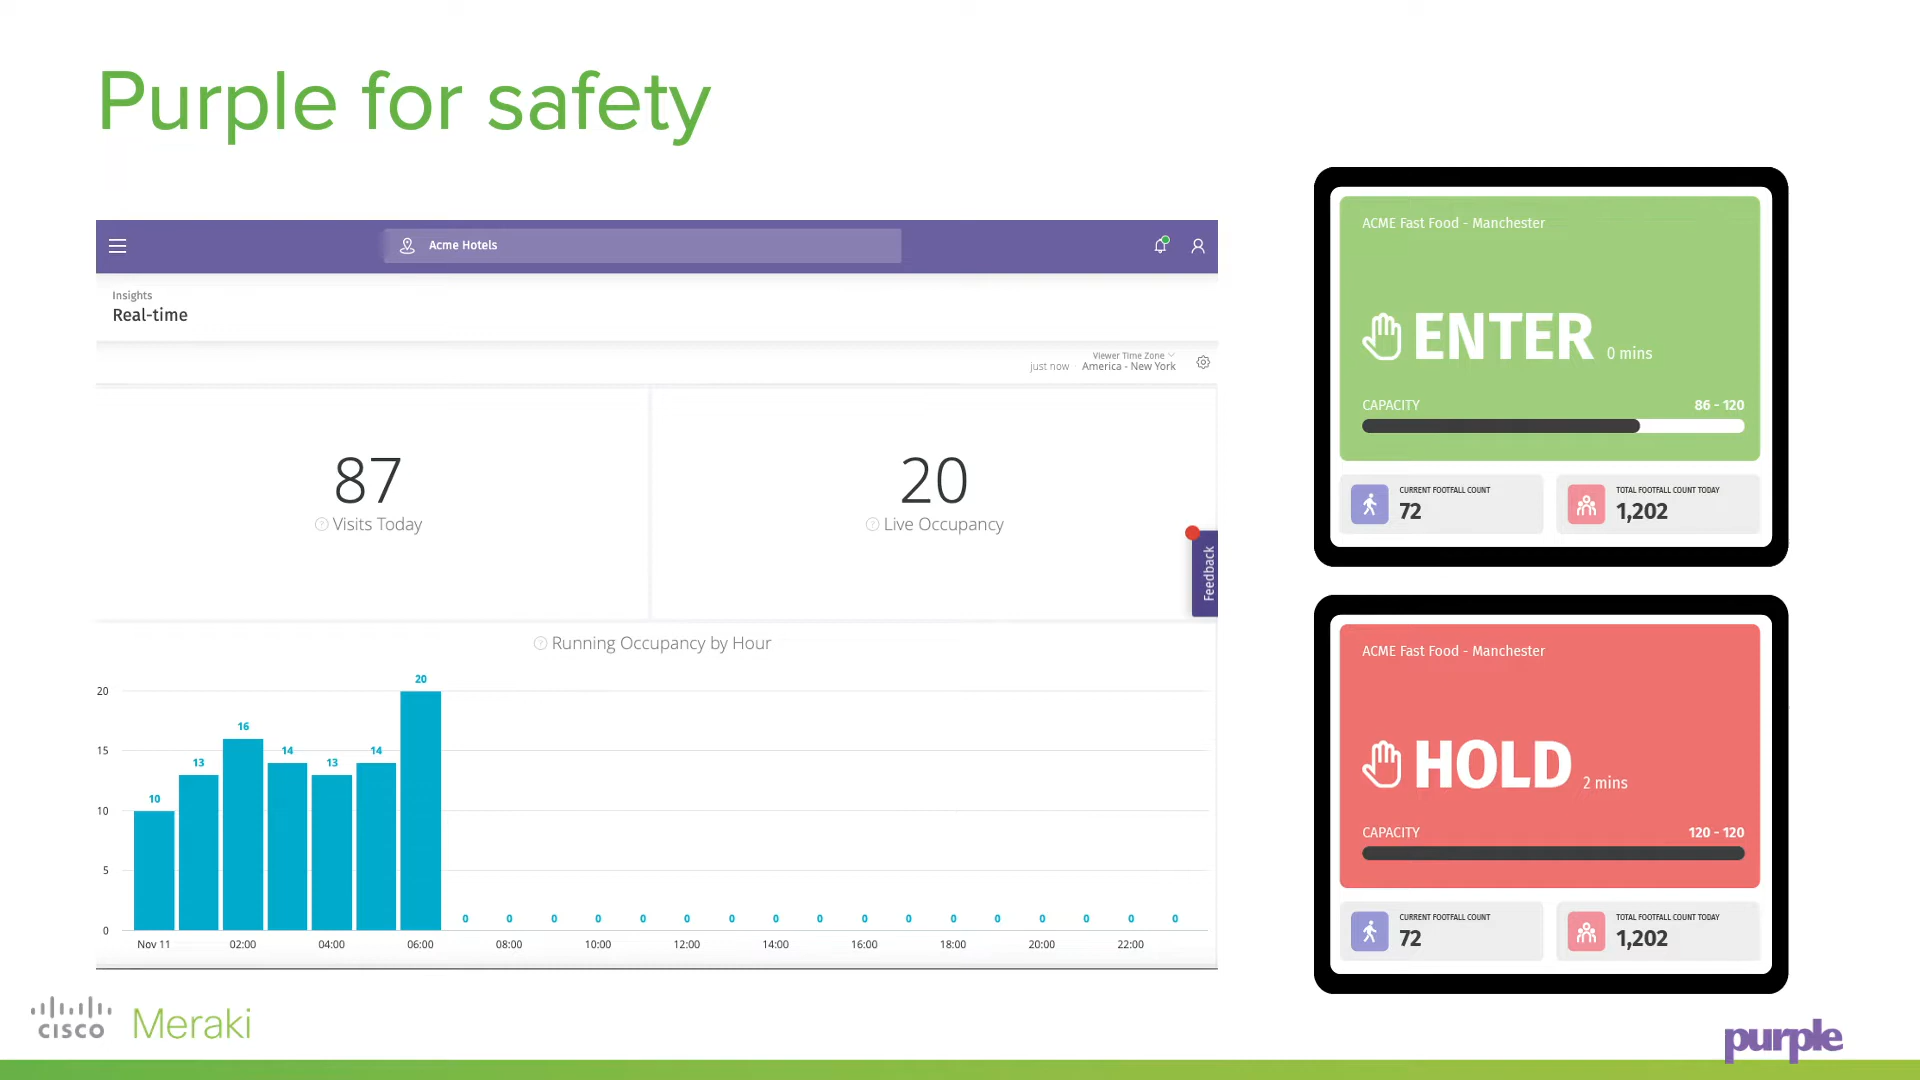 Purple for safety
Acme Hotels
Insights
Real-time
Viewer Time Zone
just now America - New York
87
Visits Today
20
Live Occupancy
Feedback
Running Occupancy by Hour
20
15
10
5
0
10
13
16
14
13
14
20
0 0 0 0 0 0 0 0 0 0 0 0 0 0 0 0 0
Nov 11 02:00 04:00 06:00 08:00 10:00 12:00 14:00 16:00 18:00 20:00 22:00
ACME Fast Food - Manchester
ENTER 0 mins
CAPACITY 86 - 120
CURRENT FOOTFALL COUNT
72
TOTAL FOOTFALL COUNT TODAY
1,202
ACME Fast Food - Manchester
HOLD 2 mins
CAPACITY 120 - 120
CURRENT FOOTFALL COUNT
72
TOTAL FOOTFALL COUNT TODAY
1,202
CISCO Meraki
purple